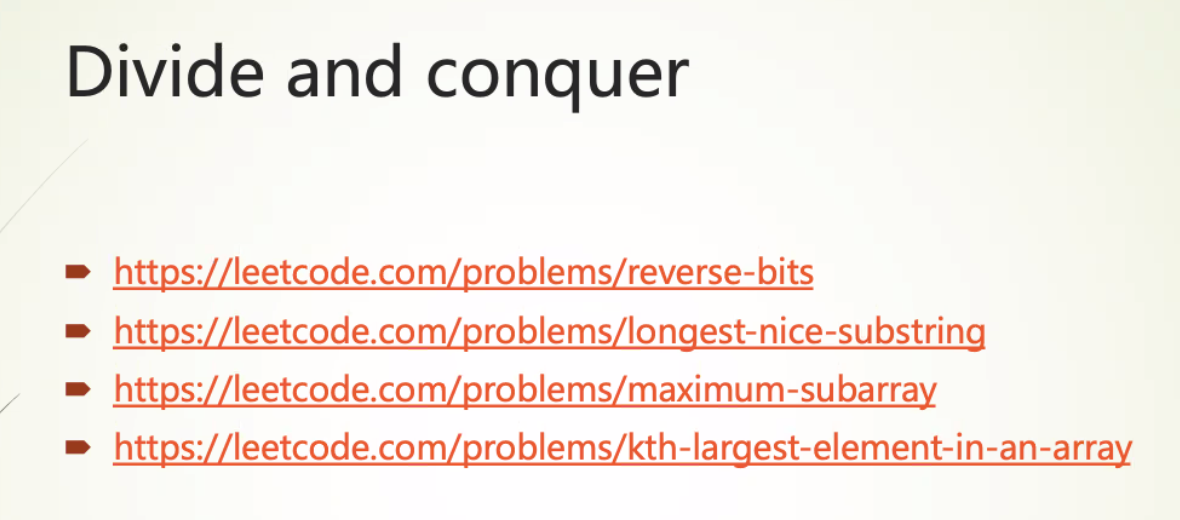 Divide and conquer
https://leetcode.com/problems/reverse-bits
https://leetcode.com/problems/longest-nice-substring
https://leetcode.com/problems/maximum-subarray
https://leetcode.com/problems/kth-largest-element-in-an-array